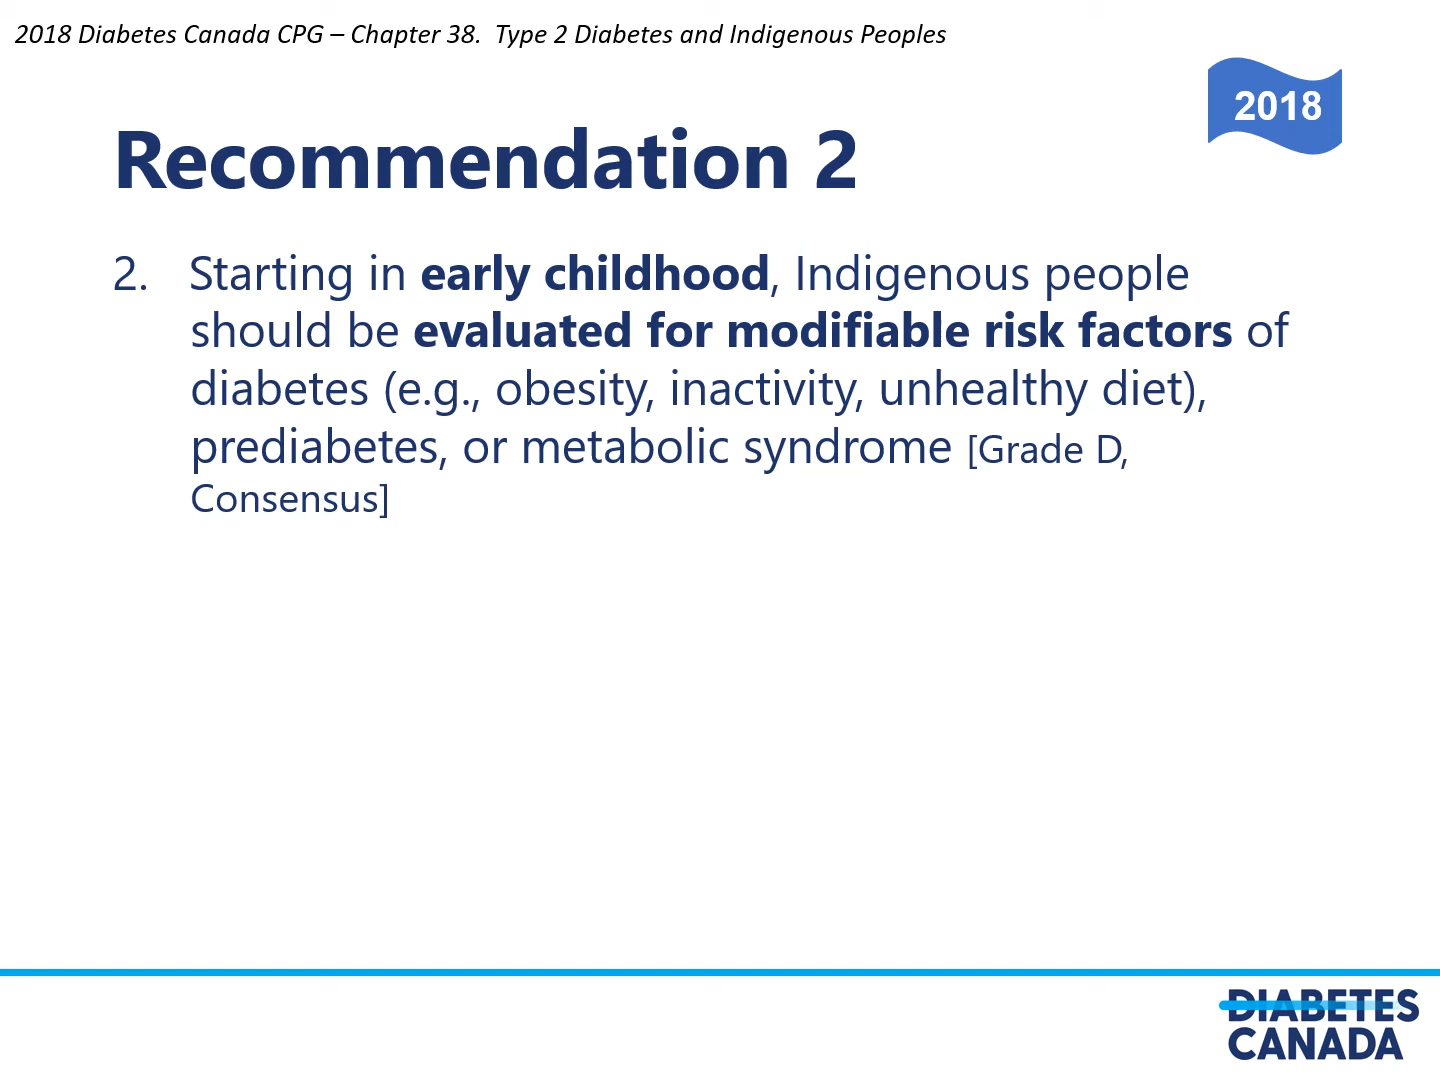 2018 Diabetes Canada CPG – Chapter 38.  Type 2 Diabetes and Indigenous Peoples
2018
Recommendation 2
2. Starting in early childhood, Indigenous people
should be evaluated for modifiable risk factors of
diabetes (e.g., obesity, inactivity, unhealthy diet),
prediabetes, or metabolic syndrome [Grade D,
Consensus]
DIABETES
CANADA